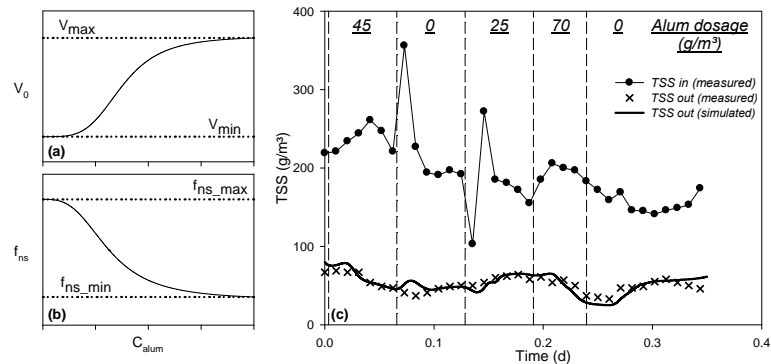 V_max
V_0
V_min
(a)
f_ns_max
f_ns
f_ns_min
(b)
C_alum
TSS (g/m³)
400
300
200
100
0
45 0 25 70 0 Alum dosage
(g/m³)
TSS in (measured)
TSS out (measured)
TSS out (simulated)
(c)
0.0 0.1 0.2 0.3 0.4
Time (d)